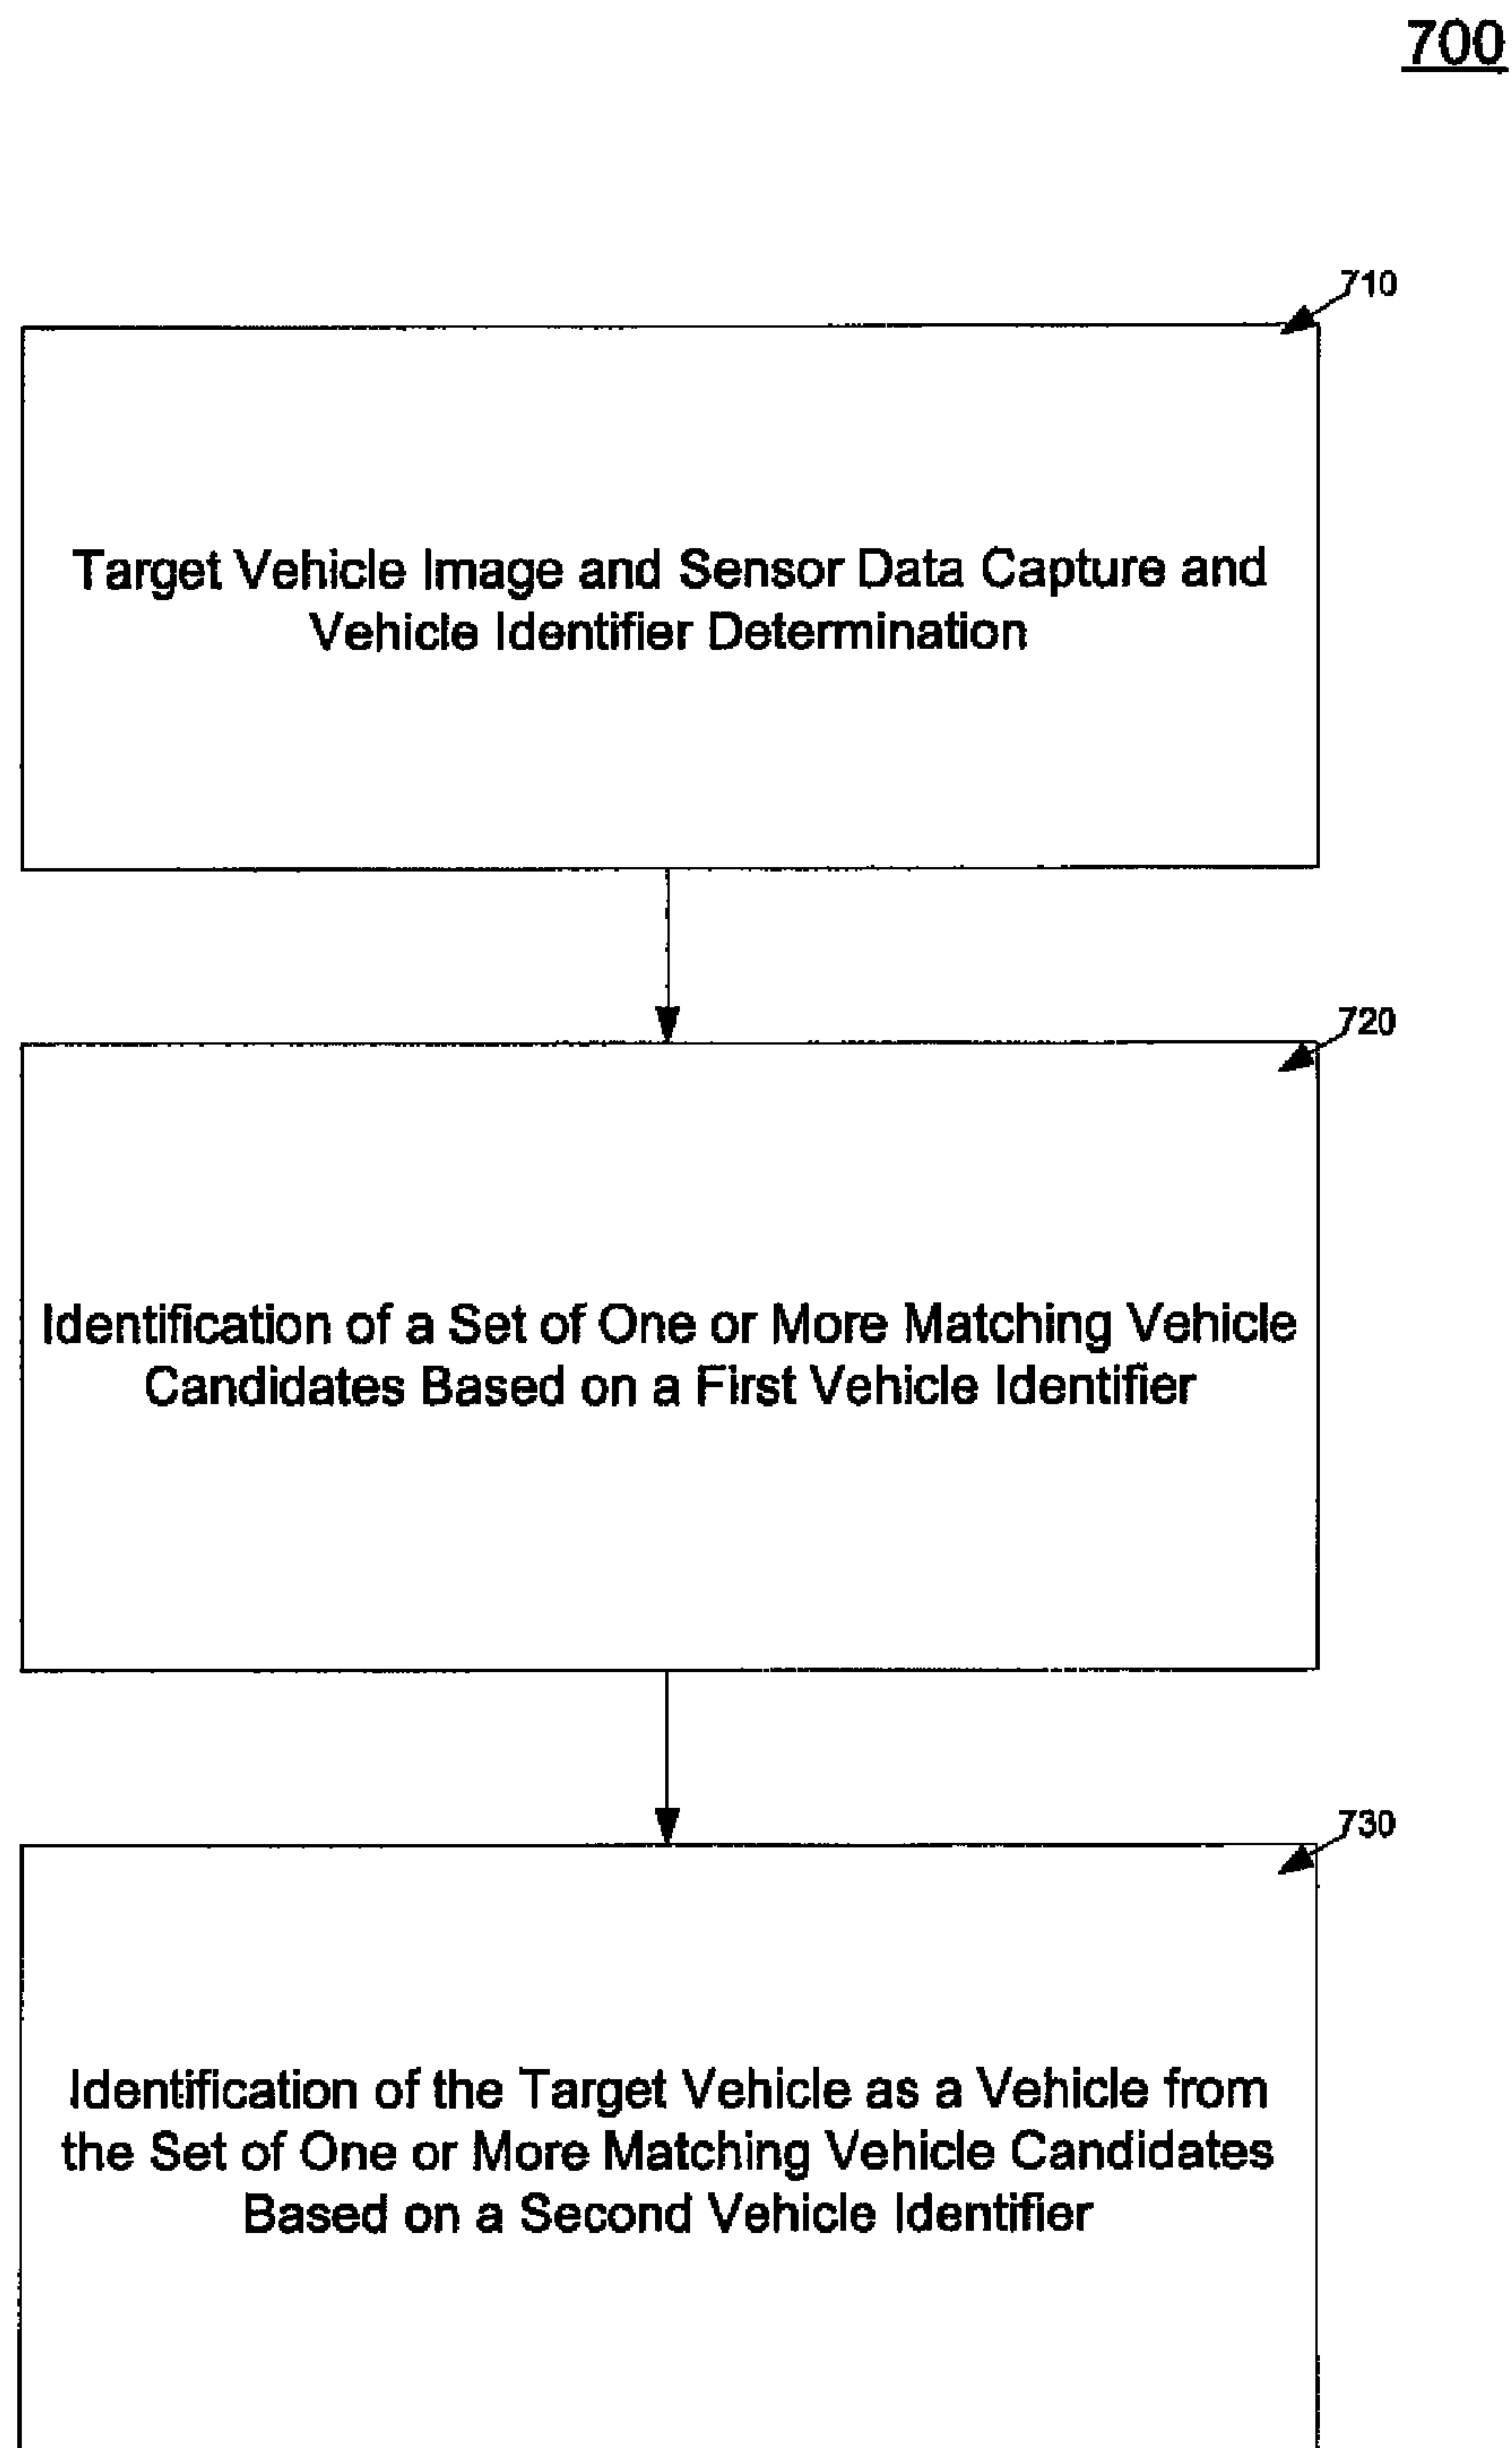 700
710
Target Vehicle Image and Sensor Data Capture and
Vehicle Identifier Determination
720
Identification of a Set of One or More Matching Vehicle
Candidates Based on a First Vehicle Identifier
730
Identification of the Target Vehicle as a Vehicle from
the Set of One or More Matching Vehicle Candidates
Based on a Second Vehicle Identifier